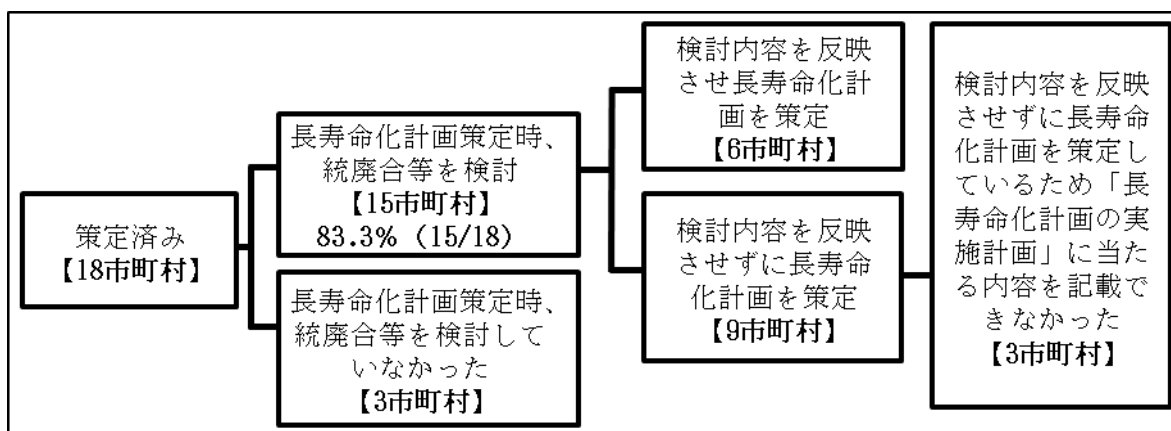 策定済み
【18市町村】
長寿命化計画策定時、
統廃合等を検討
【15市町村】
83.3% (15/18)
長寿命化計画策定時、
統廃合等を検討して
いなかった
【3市町村】
検討内容を反映
させ長寿命化計
画を策定
【6市町村】
検討内容を反映
させずに長寿命
化計画を策定
【9市町村】
検討内容を反映
させずに長寿命
化計画を策定し
ているため「長
寿命化計画の実
施計画」に当た
る内容を記載で
きなかった
【3市町村】